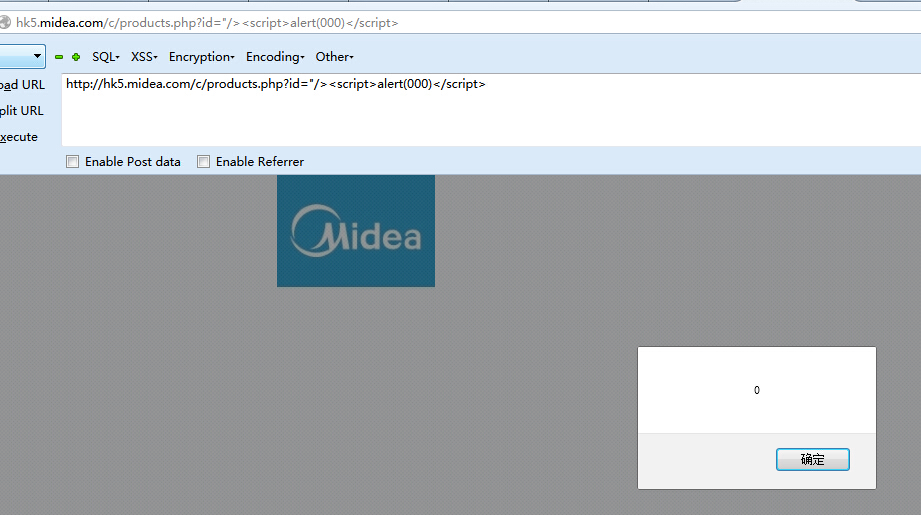 hk5.midea.com/c/products.php?id="/><script>alert(000)</script>
SQL XSS Encryption Encoding Other
oad URL
http://hk5.midea.com/c/products.php?id="/><script>alert(000)</script>
plit URL
xecute
Enable Post data Enable Referrer
Midea
0
确定